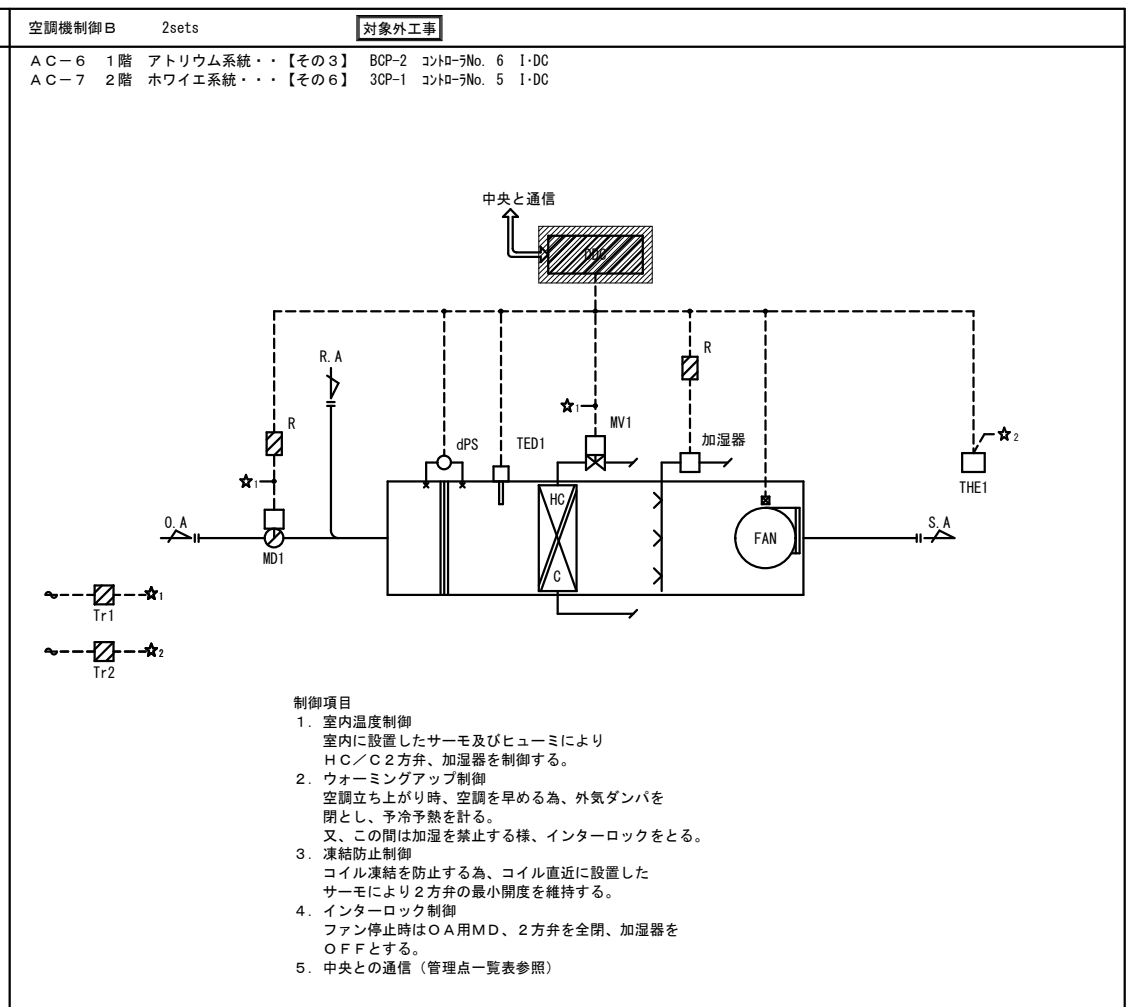 空調機制御B 2sets 対象外工事
AC-6 1階 アトリウム系統・・【その3】 BCP-2 ｺﾝﾄﾛｰﾗNo. 6 I・DC
AC-7 2階 ホワイエ系統・・・【その6】 3CP-1 ｺﾝﾄﾛｰﾗNo. 5 I・DC
中央と通信
DDC
R.A
R
☆1
MV1
R
dPS
TED1
加湿器
☆2
THE1
R
☆1
HC
C
FAN
O.A
MD1
S.A
~ ☆1
Tr1
~ ☆2
Tr2
制御項目
1. 室内温度制御
室内に設置したサーモ及びヒューミにより
HC/C2方弁、加湿器を制御する。
2. ウォーミングアップ制御
空調立ち上がり時、空調を早める為、外気ダンパを
閉とし、予冷予熱を計る。
又、この間は加湿を禁止する様、インターロックをとる。
3. 凍結防止制御
コイル凍結を防止する為、コイル直近に設置した
サーモにより2方弁の最小開度を維持する。
4. インターロック制御
ファン停止時はOA用MD、2方弁を全閉、加湿器を
OFFとする。
5. 中央との通信（管理点一覧表参照）